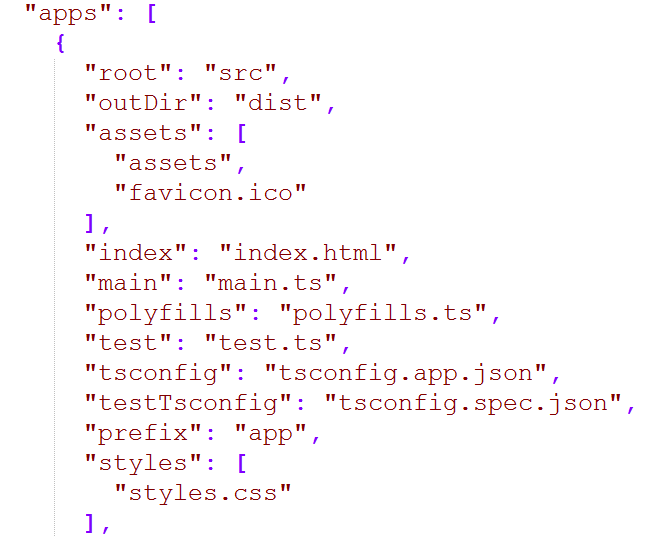 "apps": [
{
"root": "src",
"outDir": "dist",
"assets": [
"assets",
"favicon.ico"
],
"index": "index.html",
"main": "main.ts",
"polyfills": "polyfills.ts",
"test": "test.ts",
"tsconfig": "tsconfig.app.json",
"testTsconfig": "tsconfig.spec.json",
"prefix": "app",
"styles": [
"styles.css"
],